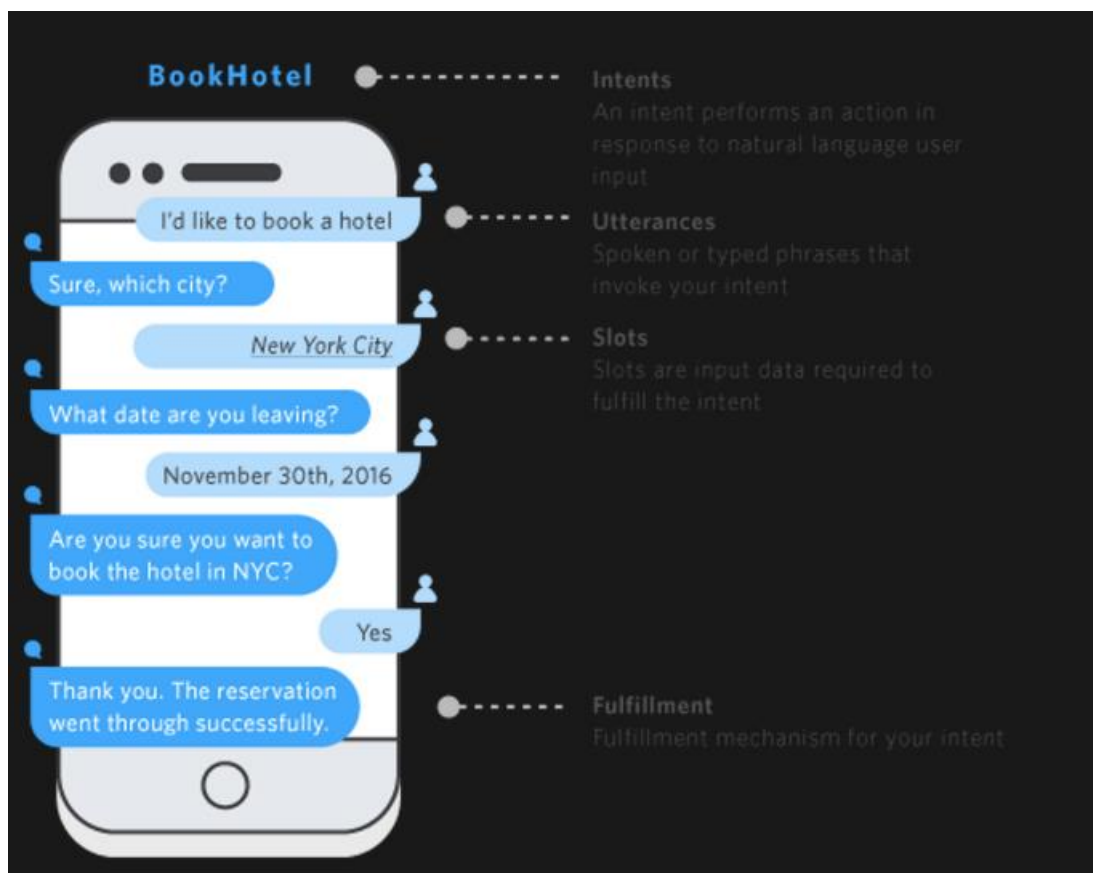 BookHotel
Intents
An intent performs an action in
response to natural language user
input
I'd like to book a hotel
Utterances
Spoken or typed phrases that
invoke your intent
Sure, which city?
New York City
Slots
Slots are input data required to
fulfill the intent
What date are you leaving?
November 30th, 2016
Are you sure you want to
book the hotel in NYC?
Yes
Thank you. The reservation
went through successfully.
Fulfillment
Fulfillment mechanism for your intent